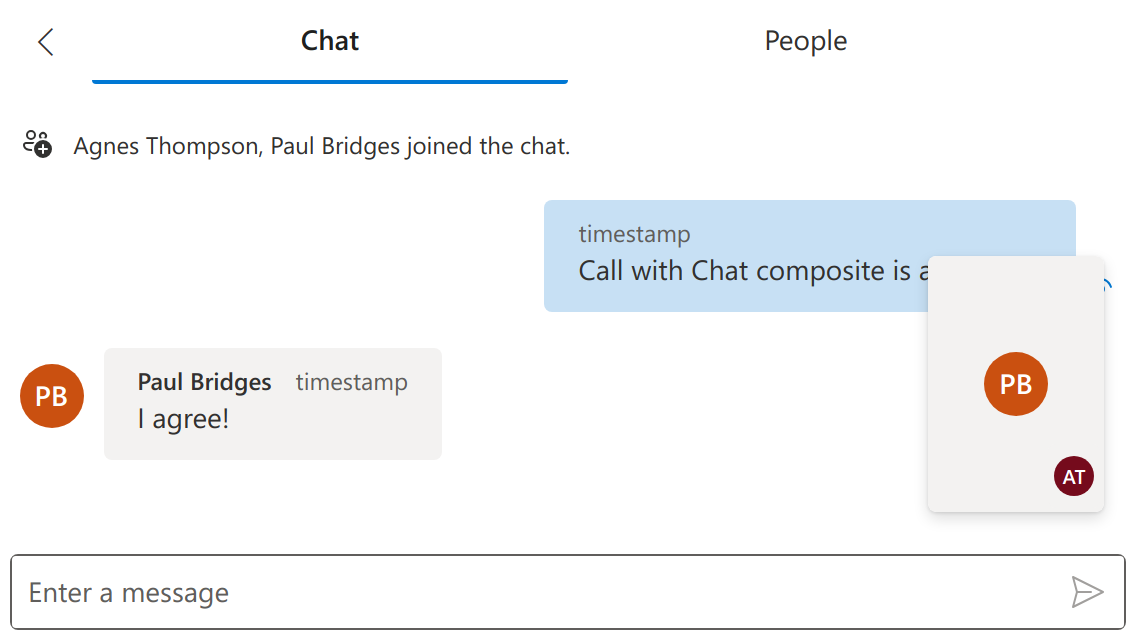 Chat
People
Agnes Thompson, Paul Bridges joined the chat.
timestamp
Call with Chat composite is
PB
Paul Bridges timestamp
I agree!
PB
AT
Enter a message